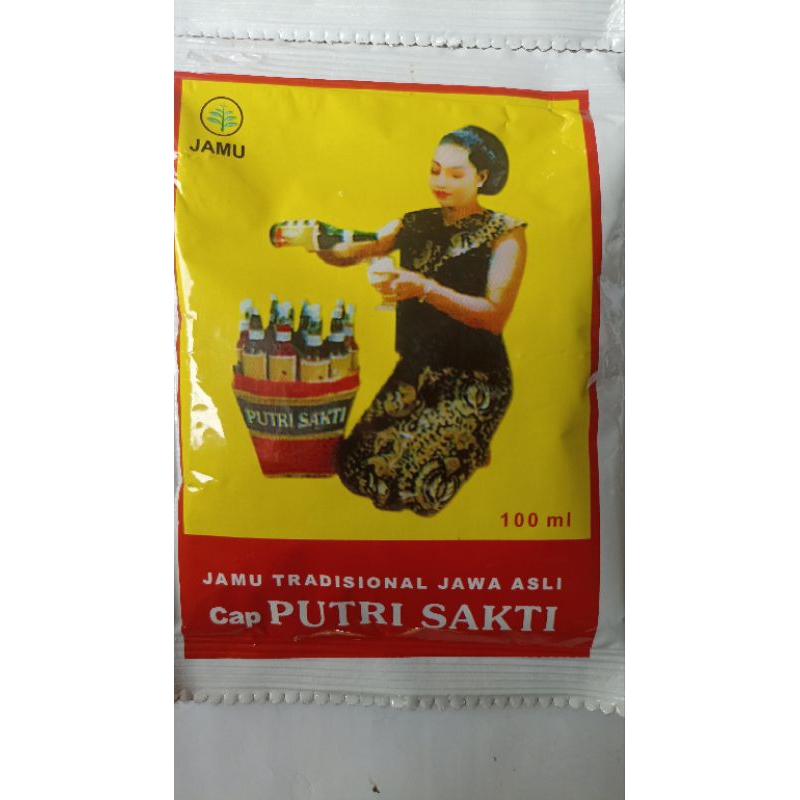 JAMU
PUTRI SAKTI
100 ml
JAMU TRADISIONAL JAWA ASLI
Cap PUTRI SAKTI